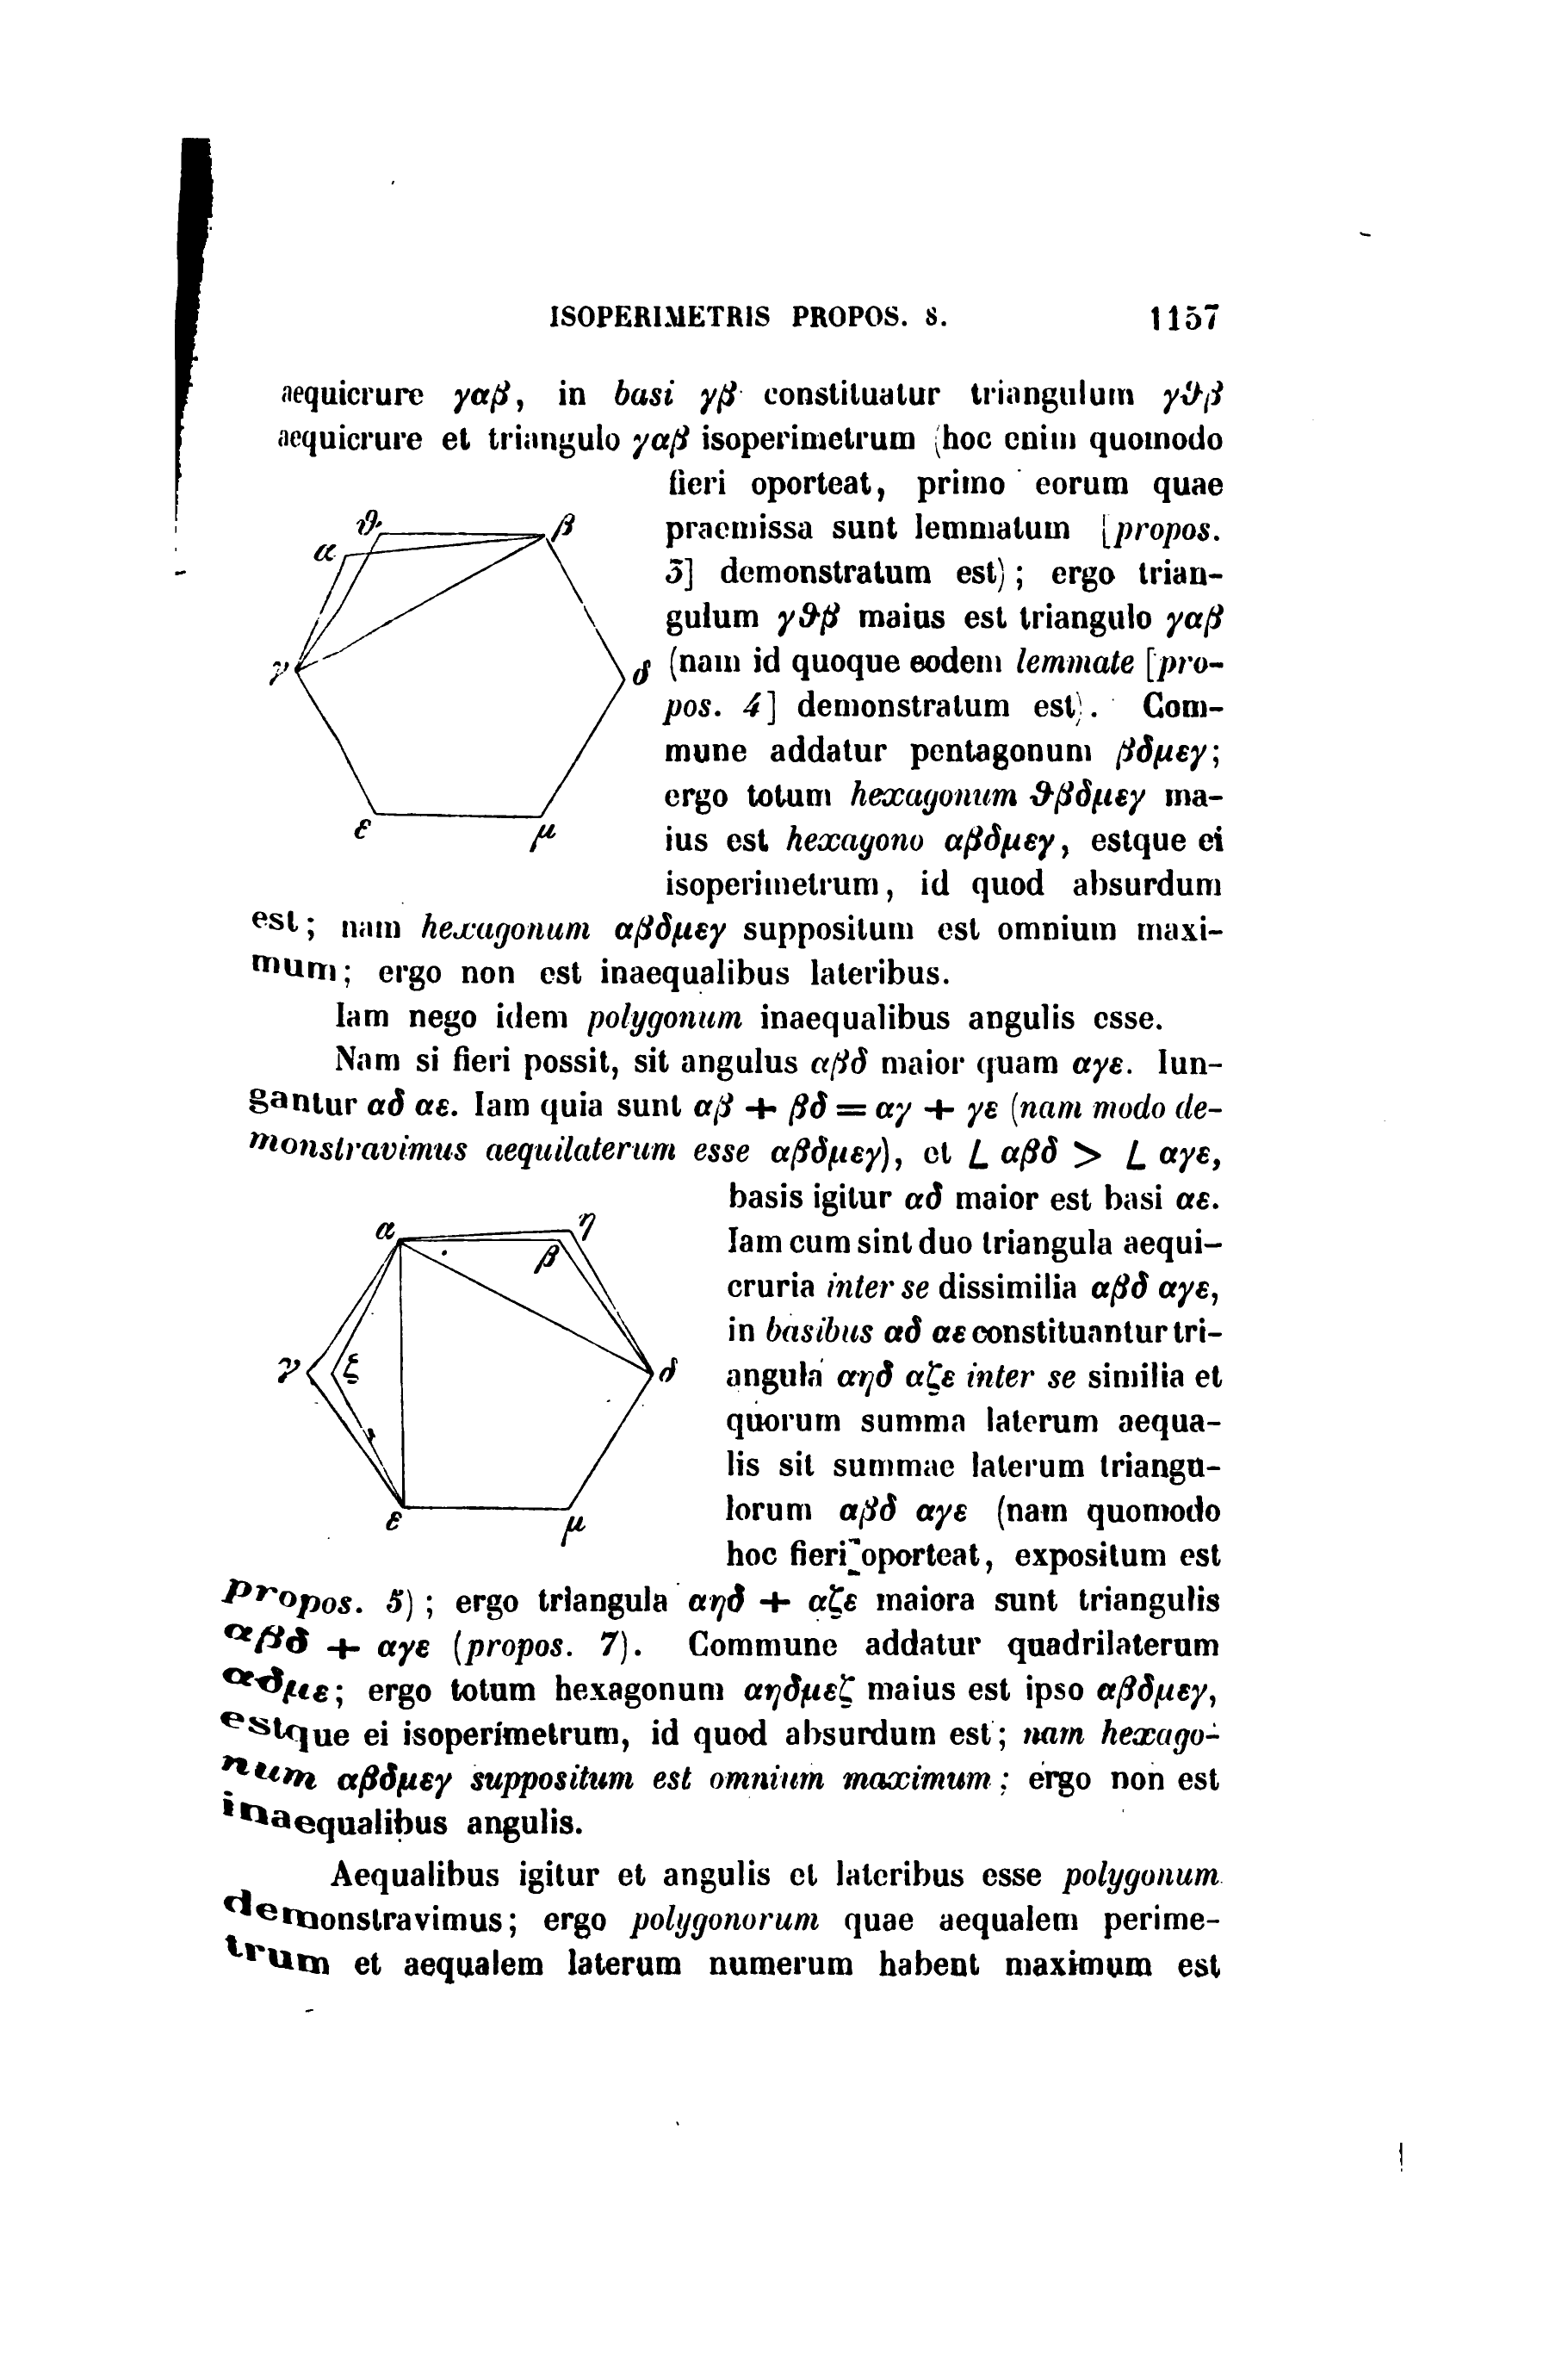 ISOPERIMETRIS PROPOS. 8. 1157
aequicrure γαβ, in basi γβ constituatur triangulum γϑβ
aequicrure et triangulo γαβ isoperimetrum (hoc enim quomodo
fieri oporteat, primo eorum quae
praemissa sunt lemmatum [propos.
3] demonstratum est); ergo trian-
gulum γϑβ maius est triangulo γαβ
(nam id quoque eodem lemmate [pro-
pos. 4] demonstratum est). Com-
mune addatur pentagonum βδμεγ;
ergo totum hexagonum ϑβδμεγ ma-
ius est hexagono αβδμεγ, estque ei
isoperimetrum, id quod absurdum
ϑ
β
α
γ
δ
ε
μ
est; nam hexagonum αβδμεγ suppositum est omnium maxi-
mum; ergo non est inaequalibus lateribus.
Iam nego idem polygonum inaequalibus angulis esse.
Nam si fieri possit, sit angulus αβδ maior quam αγε. Iun-
gantur αδ αε. Iam quia sunt αβ + βδ = αγ + γε (nam modo de-
monstravimus aequilaterum esse αβδμεγ), et L αβδ > L αγε,
basis igitur αδ maior est basi αε.
Iam cum sint duo triangula aequi-
cruria inter se dissimilia αβδ αγε,
in basibus αδ αε constituantur tri-
angula αηδ αζε inter se similia et
quorum summa laterum aequa-
lis sit summae laterum triangu-
lorum αβδ αγε (nam quomodo
hoc fieri oporteat, expositum est
α
η
β
γ
ξ
δ
ε
μ
propos. 5); ergo triangula αηδ + αζε maiora sunt triangulis
αβδ + αγε (propos. 7). Commune addatur quadrilaterum
αδμε; ergo totum hexagonum αηδμεζ maius est ipso αβδμεγ,
estque ei isoperimetrum, id quod absurdum est; nam hexago-
num αβδμεγ suppositum est omnium maximum; ergo non est
inaequalibus angulis.
Aequalibus igitur et angulis et lateribus esse polygonum
demonstravimus; ergo polygonorum quae aequalem perime-
trum et aequalem laterum numerum habent maximum est